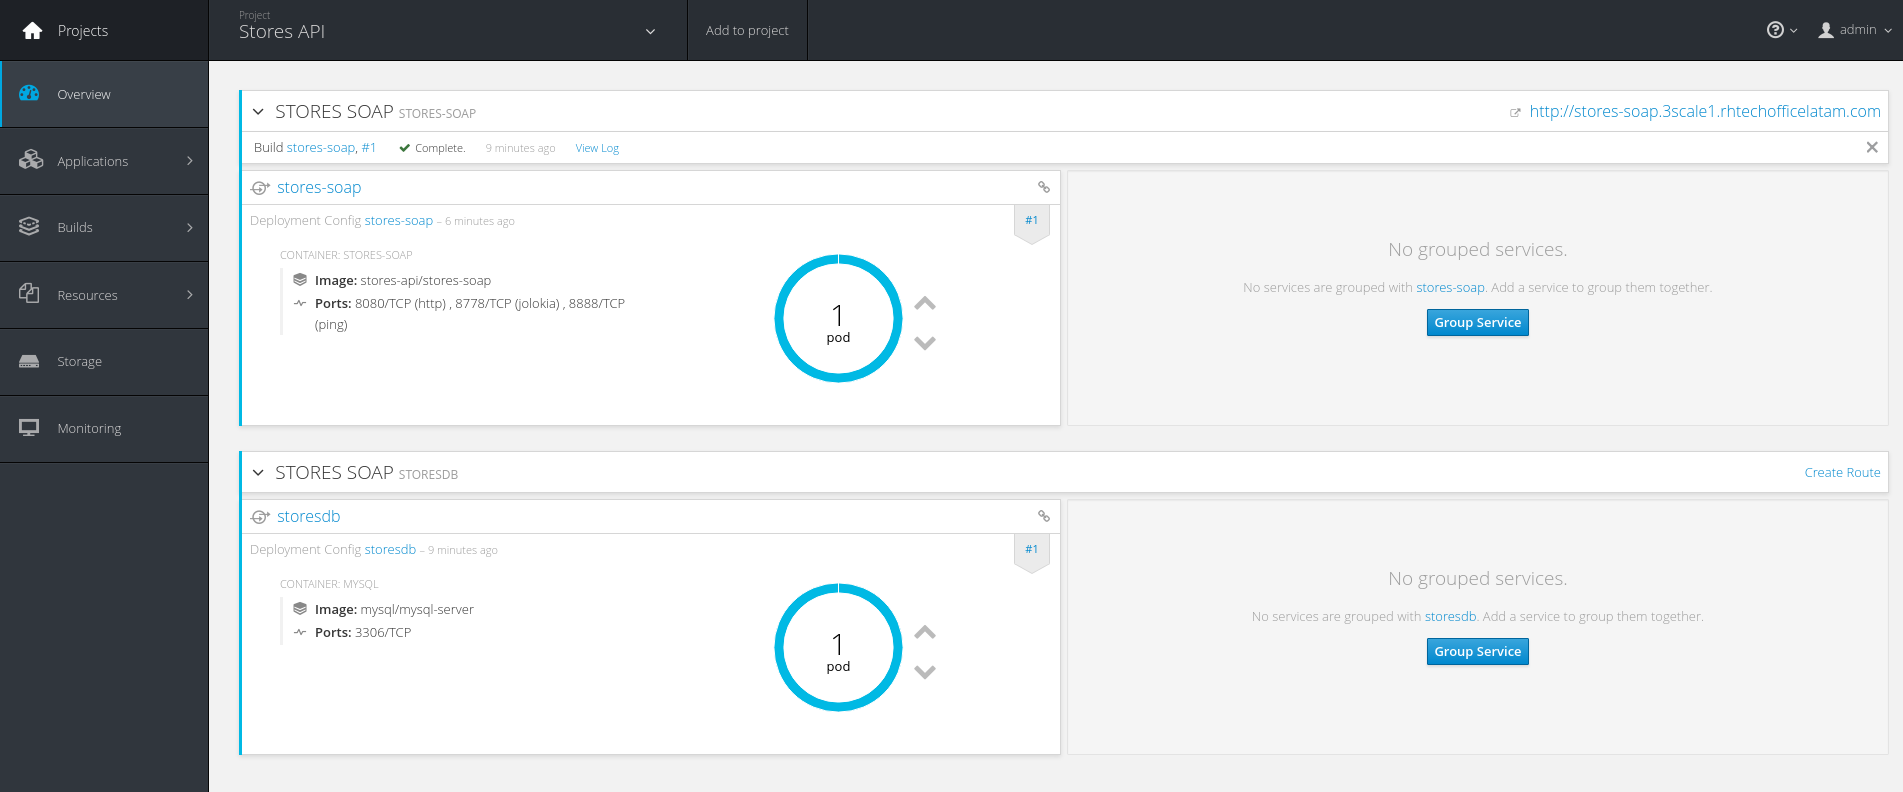 Projects
Project
Stores API
Add to project
admin
Overview
Applications
Builds
Resources
Storage
Monitoring
STORES SOAP STORES-SOAP
http://stores-soap.3scale1.rhtechofficelatam.com
Build stores-soap, #1 Complete. 9 minutes ago View Log
stores-soap
Deployment Config stores-soap – 6 minutes ago
#1
CONTAINER: STORES-SOAP
Image: stores-api/stores-soap
Ports: 8080/TCP (http) , 8778/TCP (jolokia) , 8888/TCP
(ping)
1
pod
No grouped services.
No services are grouped with stores-soap. Add a service to group them together.
Group Service
STORES SOAP STORESDB
Create Route
storesdb
Deployment Config storesdb – 9 minutes ago
#1
CONTAINER: MYSQL
Image: mysql/mysql-server
Ports: 3306/TCP
1
pod
No grouped services.
No services are grouped with storesdb. Add a service to group them together.
Group Service